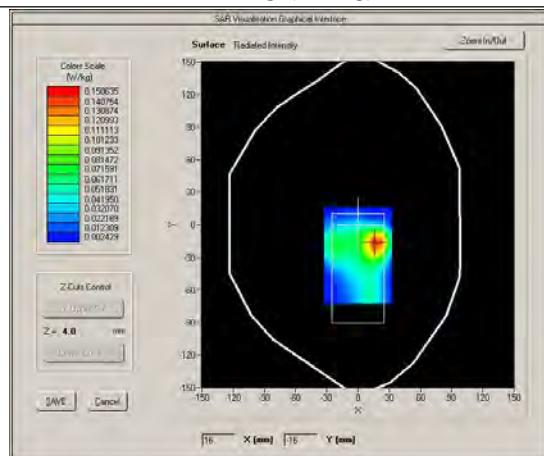 SAR Visualisation Graphical Interface
Surface Radiated Intensity
Zoom In/Out
Colors Scale
(W/kg)
0.150635
0.140754
0.130874
0.120993
0.111113
0.101233
0.091352
0.081472
0.071591
0.061711
0.051831
0.041950
0.032070
0.022189
0.012309
0.002429
150
120
90
60
30
0
-30
-60
-90
-120
-150
Y
-150 -120 -90 -60 -30 0 30 60 90 120 150
X
Z-Cuts Control
Z = 4.0 mm
SAVE Cancel
16 X (mm) -16 Y (mm)